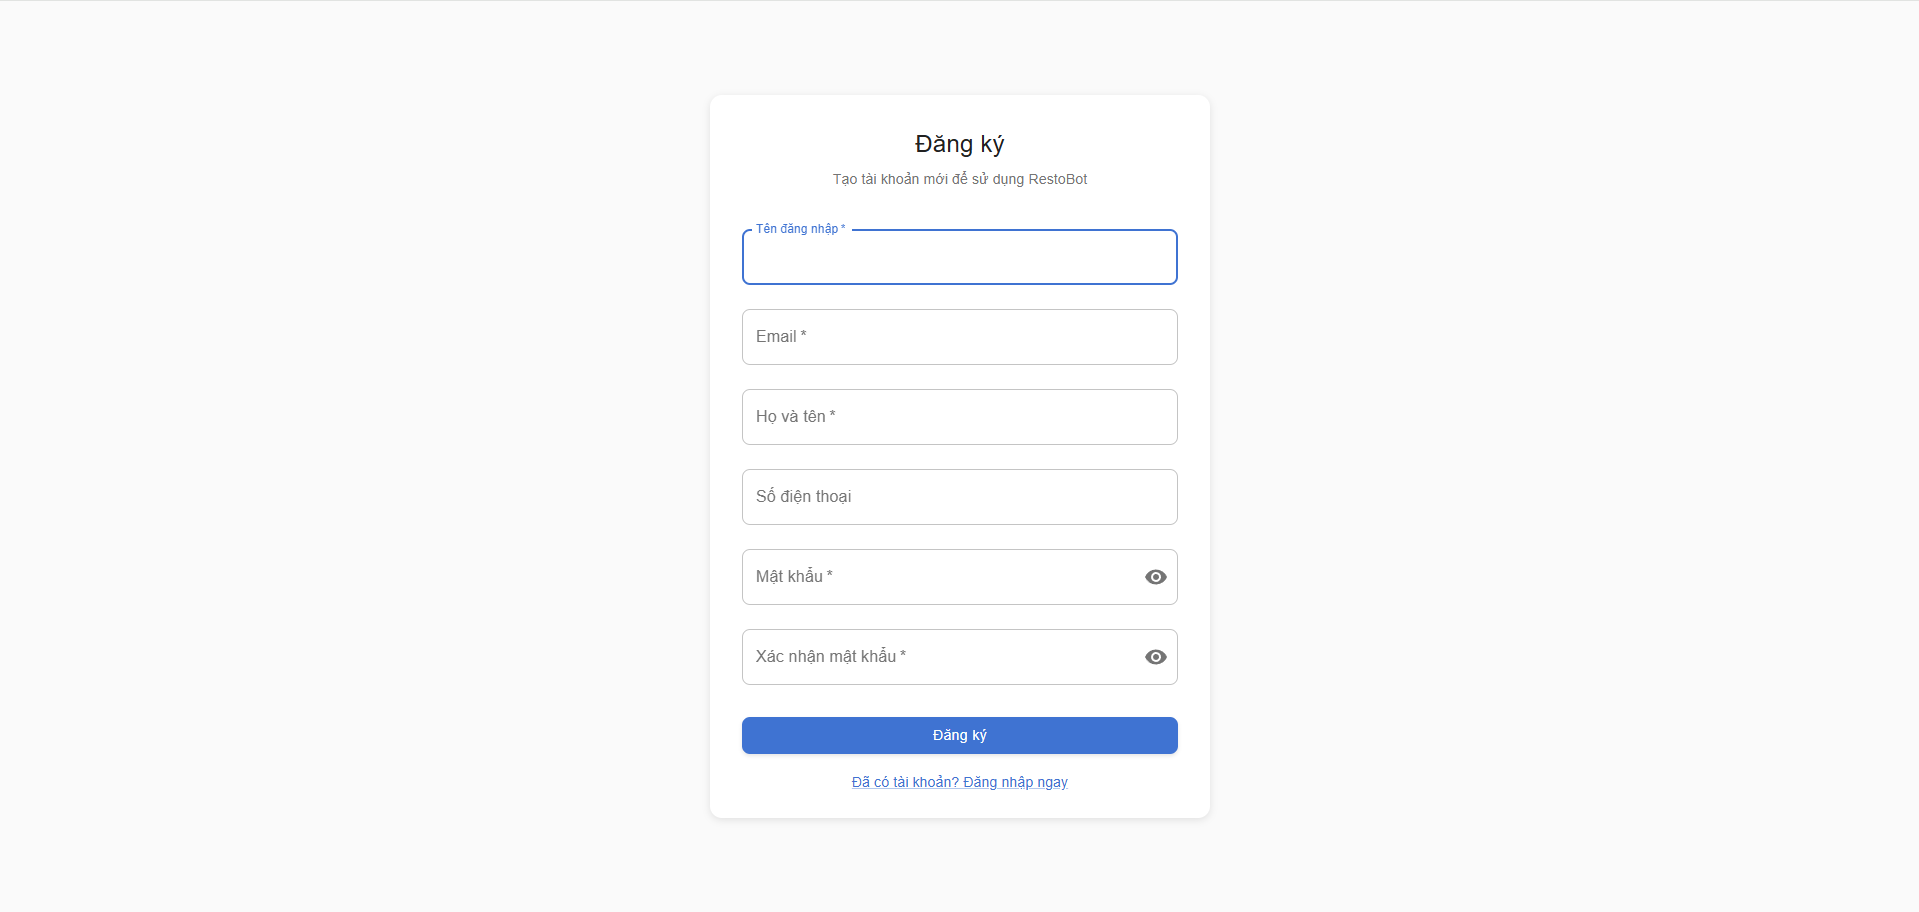 Đăng ký
Tạo tài khoản mới để sử dụng RestoBot
Tên đăng nhập *
Email *
Họ và tên *
Số điện thoại
Mật khẩu *
Xác nhận mật khẩu *
Đăng ký
Đã có tài khoản? Đăng nhập ngay